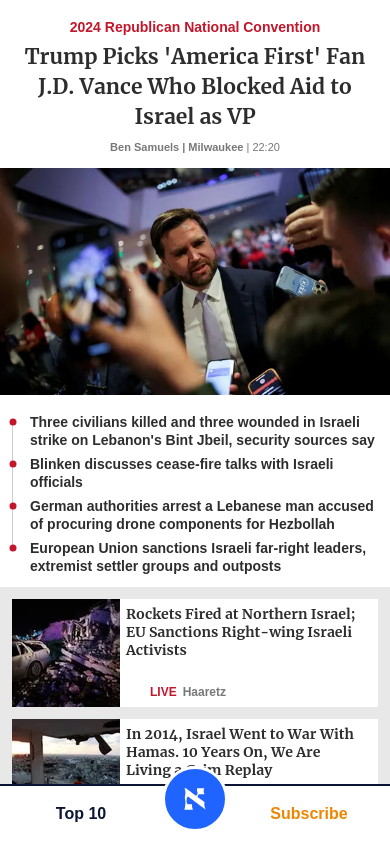 2024 Republican National Convention
Trump Picks 'America First' Fan
J.D. Vance Who Blocked Aid to
Israel as VP
Ben Samuels | Milwaukee | 22:20
Three civilians killed and three wounded in Israeli
strike on Lebanon's Bint Jbeil, security sources say
Blinken discusses cease-fire talks with Israeli
officials
German authorities arrest a Lebanese man accused
of procuring drone components for Hezbollah
European Union sanctions Israeli far-right leaders,
extremist settler groups and outposts
Rockets Fired at Northern Israel;
EU Sanctions Right-wing Israeli
Activists
LIVE Haaretz
In 2014, Israel Went to War With
Hamas. 10 Years On, We Are
Living a Grim Replay
Top 10
Subscribe